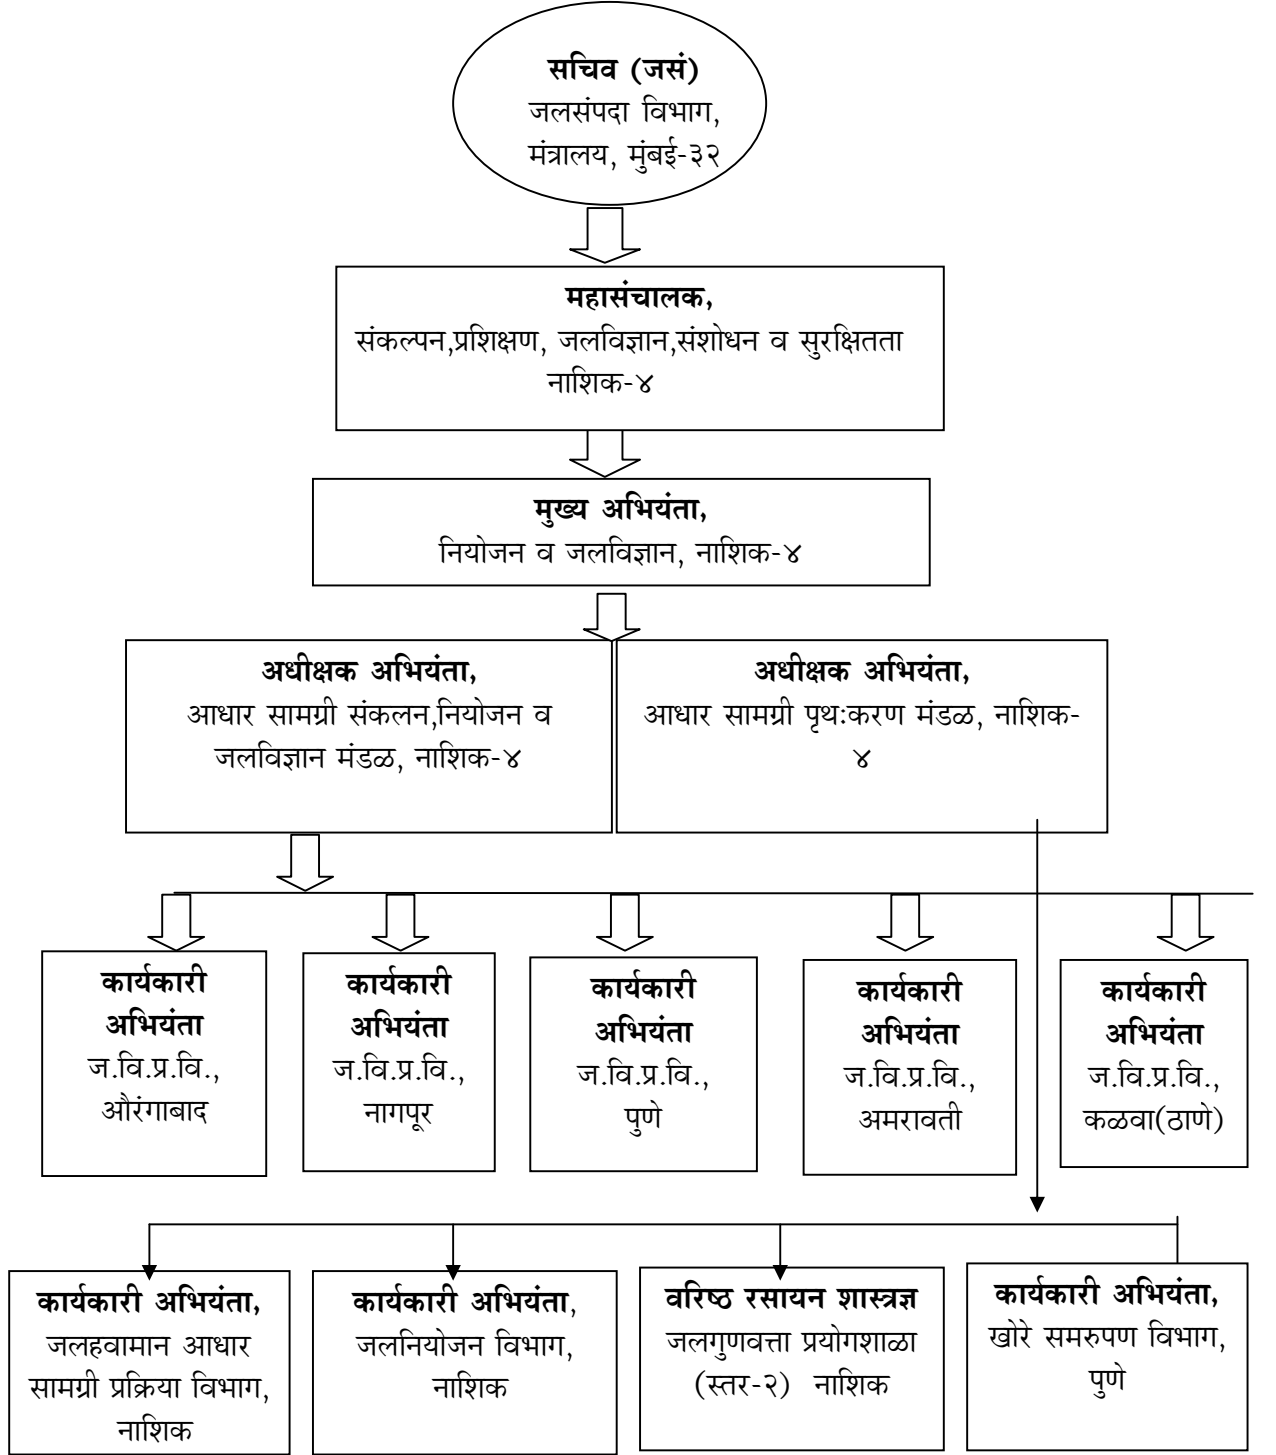 सचिव (जसं)
जलसंपदा विभाग,
मंत्रालय, मुंबई-३२
महासंचालक,
संकल्पन,प्रशिक्षण, जलविज्ञान,संशोधन व सुरक्षितता
नाशिक-४
मुख्य अभियंता,
नियोजन व जलविज्ञान, नाशिक-४
अधीक्षक अभियंता,
आधार सामग्री संकलन,नियोजन व
जलविज्ञान मंडळ, नाशिक-४
अधीक्षक अभियंता,
आधार सामग्री पृथःकरण मंडळ, नाशिक-
४
कार्यकारी
अभियंता
ज.वि.प्र.वि.,
औरंगाबाद
कार्यकारी
अभियंता
ज.वि.प्र.वि.,
नागपूर
कार्यकारी
अभियंता
ज.वि.प्र.वि.,
पुणे
कार्यकारी
अभियंता
ज.वि.प्र.वि.,
अमरावती
कार्यकारी
अभियंता
ज.वि.प्र.वि.,
कळवा(ठाणे)
कार्यकारी अभियंता,
जलहवामान आधार
सामग्री प्रक्रिया विभाग,
नाशिक
कार्यकारी अभियंता,
जलनियोजन विभाग,
नाशिक
वरिष्ठ रसायन शास्त्रज्ञ
जलगुणवत्ता प्रयोगशाळा
(स्तर-२) नाशिक
कार्यकारी अभियंता,
खोरे समरुपण विभाग,
पुणे